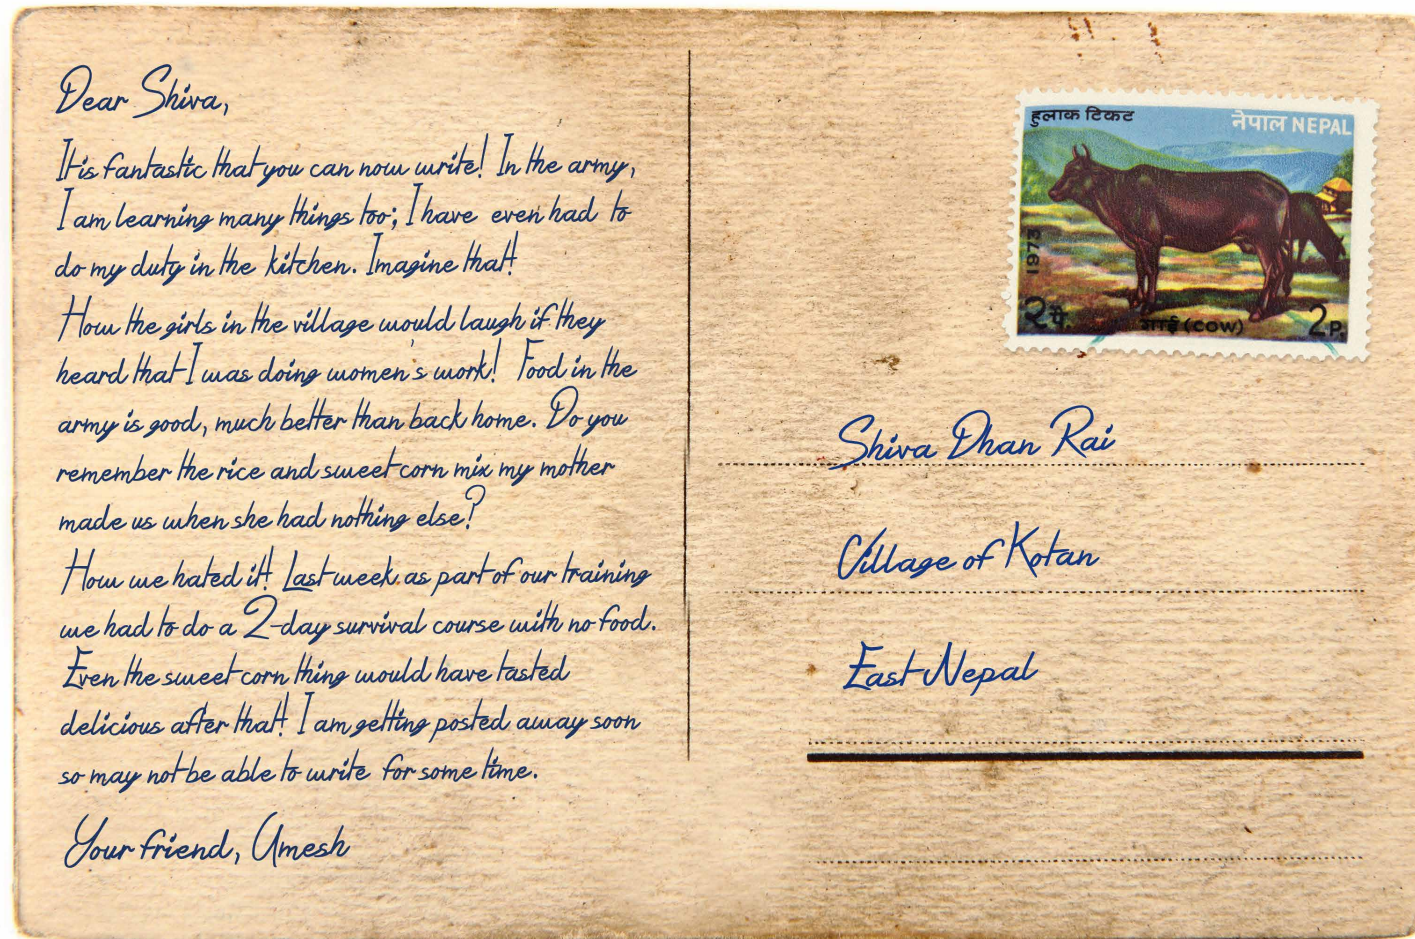 Dear Shiva,
It is fantastic that you can now write! In the army,
I am learning many things too; I have even had to
do my duty in the kitchen. Imagine that!
How the girls in the village would laugh if they
heard that I was doing women's work! Food in the
army is good, much better than back home. Do you
remember the rice and sweet corn mix my mother
made us when she had nothing else?
How we hated it! Last week as part of our training
we had to do a 2-day survival course with no food.
Even the sweet corn thing would have tasted
delicious after that! I am getting posted away soon
so may not be able to write for some time.
Your friend, Umesh
हुलाक टिकट
नेपाल NEPAL
1973
२ पै.
गाई (COW)
2P.
Shiva Dhan Rai
Village of Kotan
East Nepal